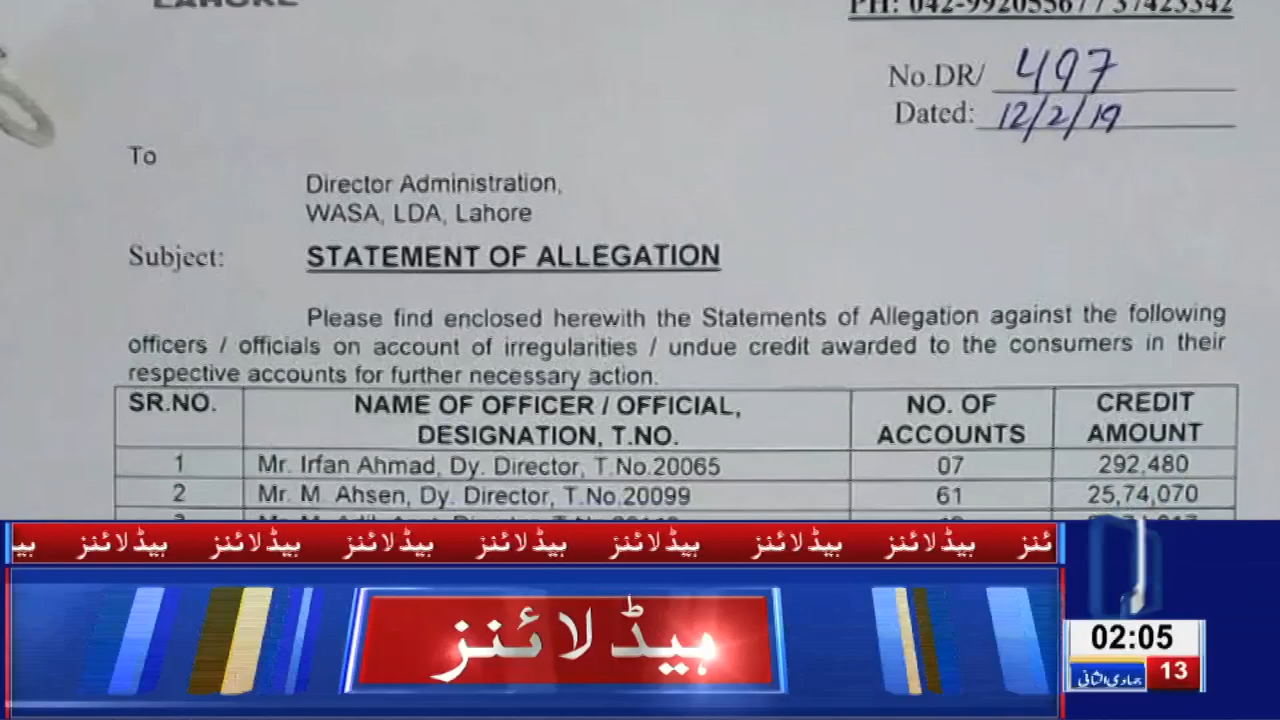 LAHORE
PH: 042-99205567 / 37423342
No.DR/ 497
Dated: 12/2/19
To
Director Administration,
WASA, LDA, Lahore
Subject: STATEMENT OF ALLEGATION
Please find enclosed herewith the Statements of Allegation against the following
officers / officials on account of irregularities / undue credit awarded to the consumers in their
respective accounts for further necessary action.
SR.NO. NAME OF OFFICER / OFFICIAL, DESIGNATION, T.NO. NO. OF ACCOUNTS CREDIT AMOUNT
1 Mr. Irfan Ahmad, Dy. Director, T.No.20065 07 292,480
2 Mr. M. Ahsen, Dy. Director, T.No.20099 61 25,74,070
ہیڈلائنز ہیڈلائنز ہیڈلائنز ہیڈلائنز ہیڈلائنز ہیڈلائنز ہیڈلائنز
ہیڈلائنز
02:05
13 جمادی الثانی